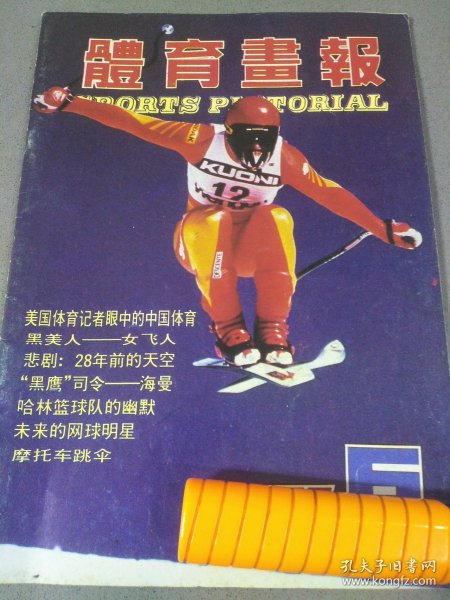 體育畫報
SPORTS PICTORIAL
KUONI
12
DESCENTE
美国体育记者眼中的中国体育
黑美人——女飞人
悲剧：28年前的天空
“黑鹰”司令——海曼
哈林篮球队的幽默
未来的网球明星
摩托车跳伞
孔夫子旧书网
www.kongfz.com